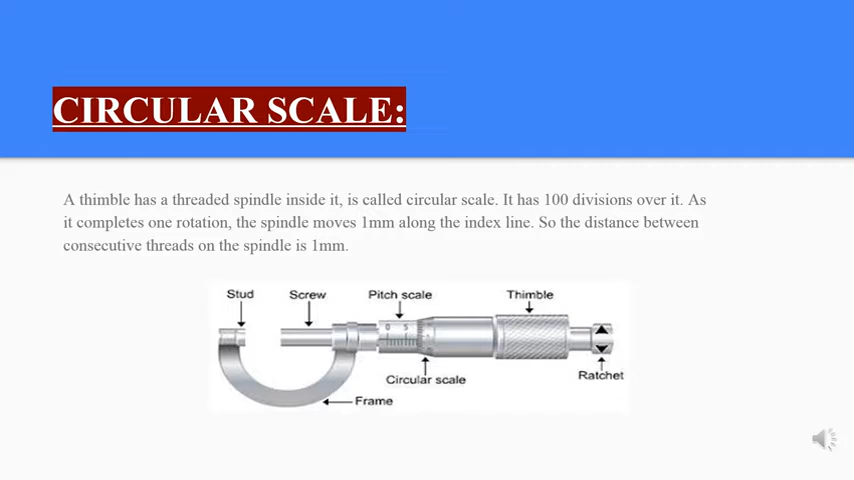 CIRCULAR SCALE:
A thimble has a threaded spindle inside it, is called circular scale. It has 100 divisions over it. As
it completes one rotation, the spindle moves 1mm along the index line. So the distance between
consecutive threads on the spindle is 1mm.
Stud Screw Pitch scale Thimble
0 5
Circular scale Ratchet
Frame